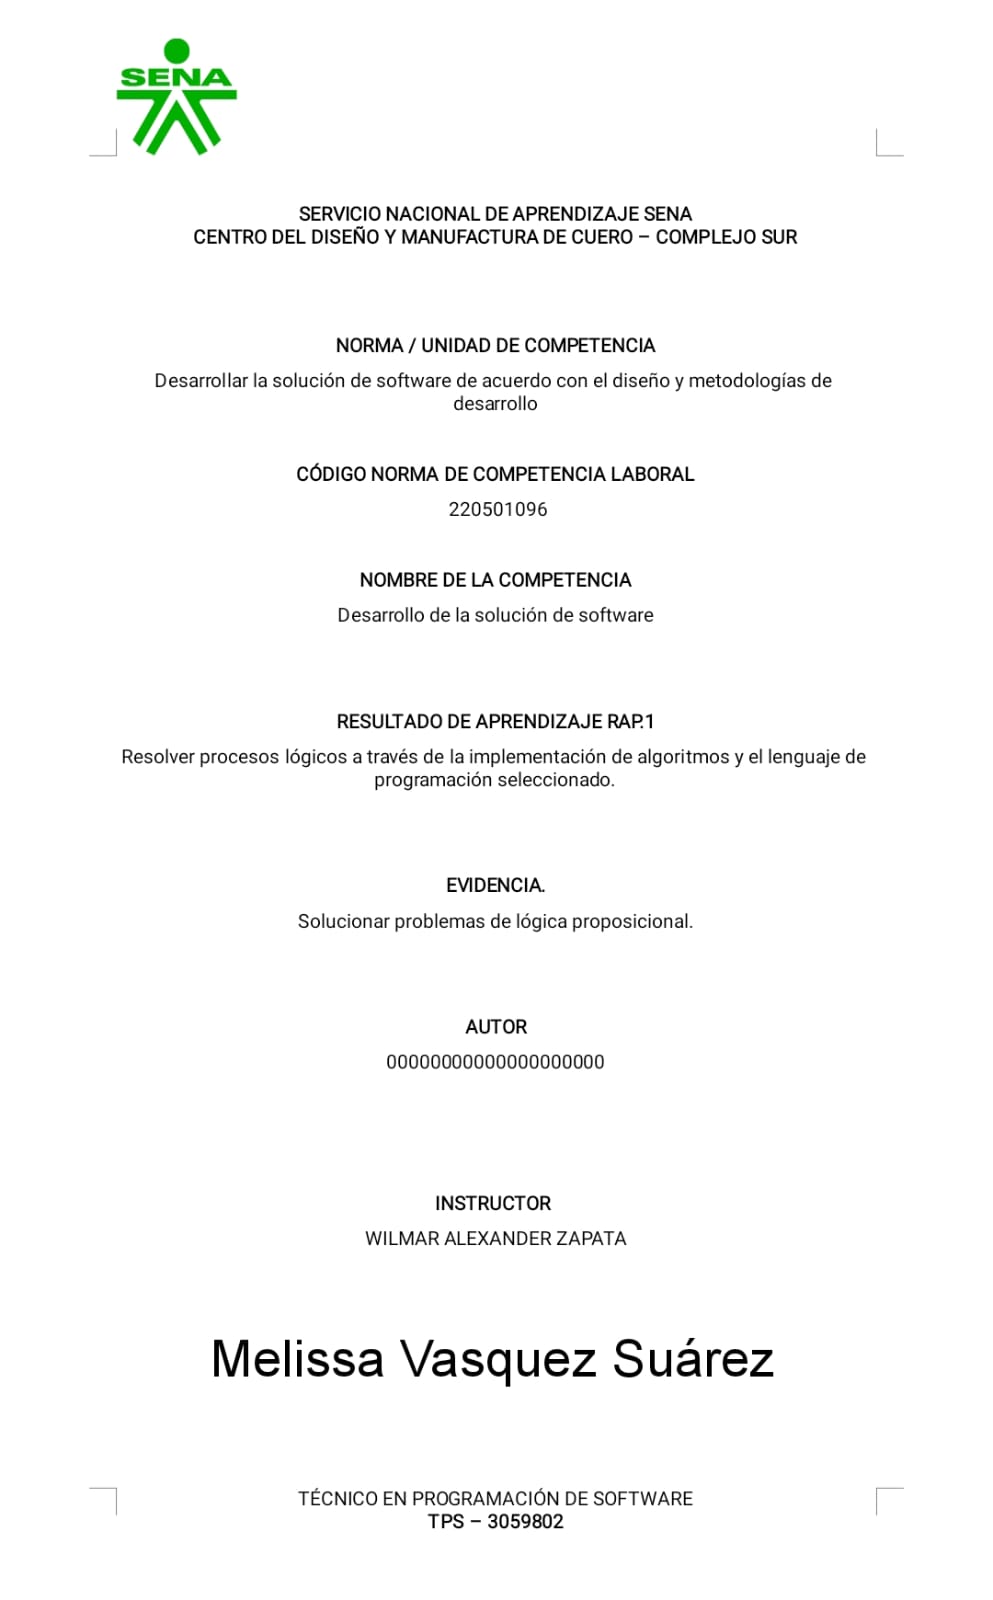 SENA
SERVICIO NACIONAL DE APRENDIZAJE SENA
CENTRO DEL DISEÑO Y MANUFACTURA DE CUERO – COMPLEJO SUR
NORMA / UNIDAD DE COMPETENCIA
Desarrollar la solución de software de acuerdo con el diseño y metodologías de
desarrollo
CÓDIGO NORMA DE COMPETENCIA LABORAL
220501096
NOMBRE DE LA COMPETENCIA
Desarrollo de la solución de software
RESULTADO DE APRENDIZAJE RAP.1
Resolver procesos lógicos a través de la implementación de algoritmos y el lenguaje de
programación seleccionado.
EVIDENCIA.
Solucionar problemas de lógica proposicional.
AUTOR
00000000000000000000
INSTRUCTOR
WILMAR ALEXANDER ZAPATA
Melissa Vasquez Suárez
TÉCNICO EN PROGRAMACIÓN DE SOFTWARE
TPS – 3059802